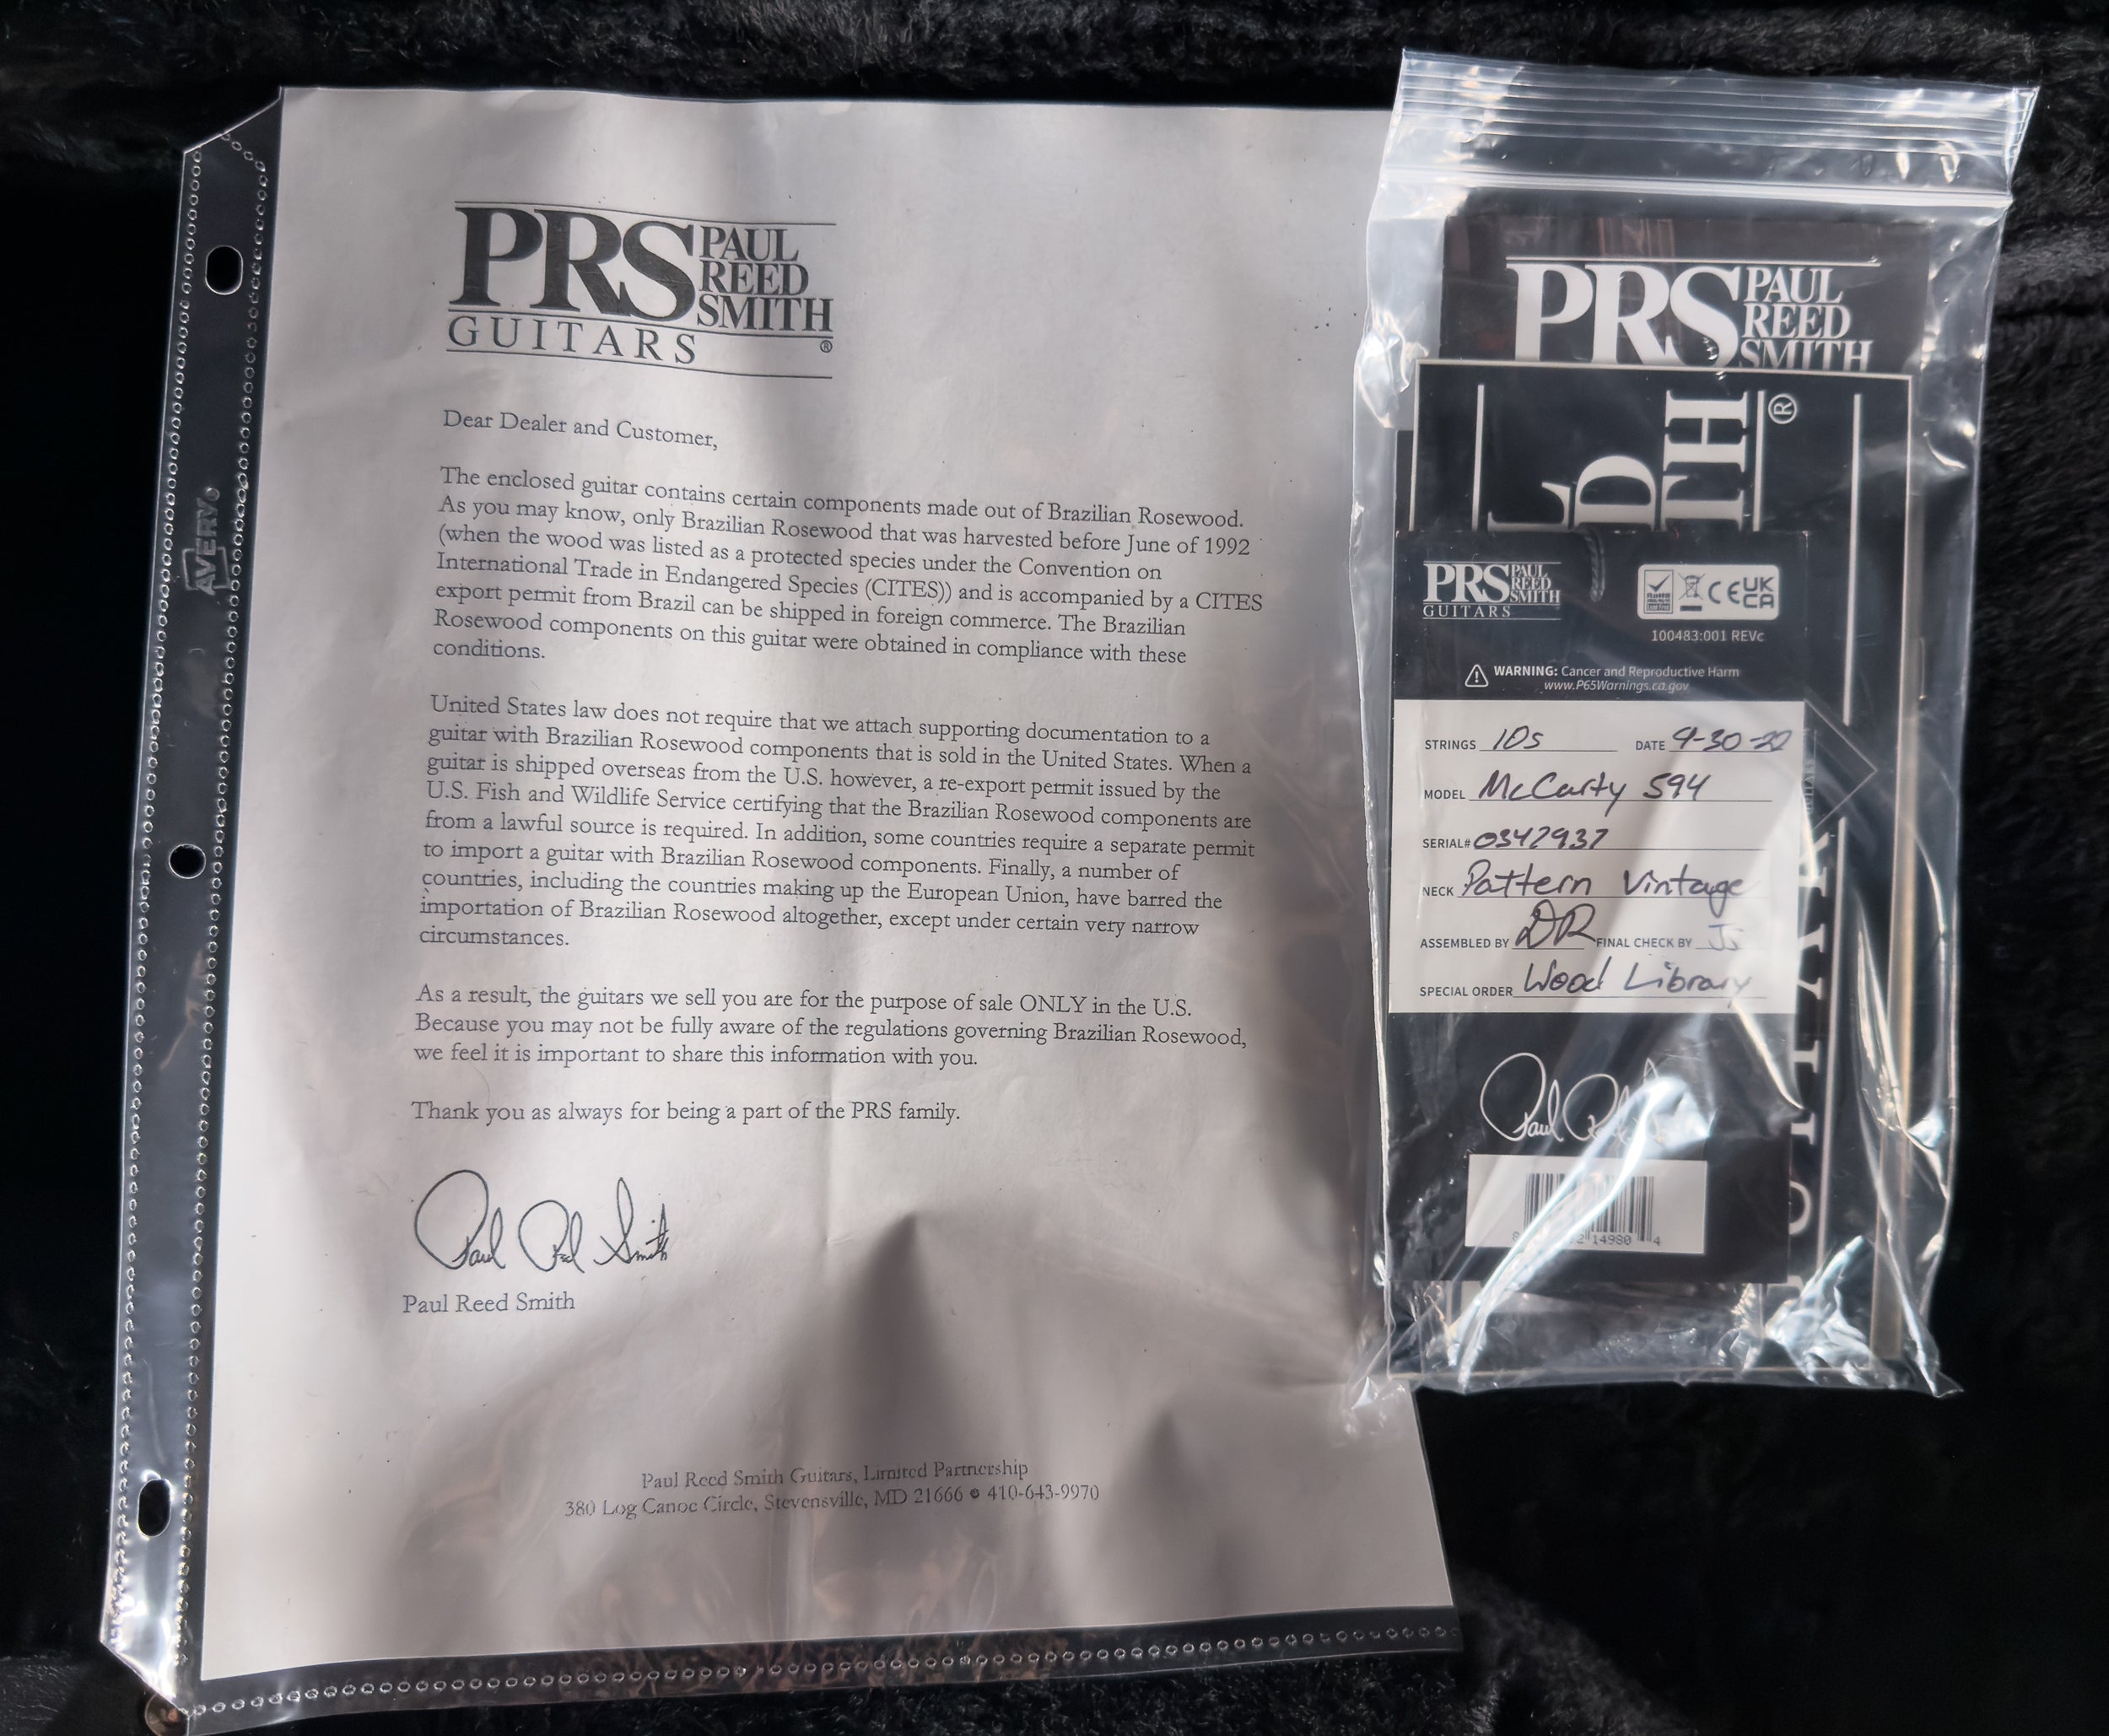 PRS PAUL
REED
SMITH
GUITARS ®
Dear Dealer and Customer,
The enclosed guitar contains certain components made out of Brazilian Rosewood.
As you may know, only Brazilian Rosewood that was harvested before June of 1992
(when the wood was listed as a protected species under the Convention on
International Trade in Endangered Species (CITES)) and is accompanied by a CITES
export permit from Brazil can be shipped in foreign commerce. The Brazilian
Rosewood components on this guitar were obtained in compliance with these
conditions.
United States law does not require that we attach supporting documentation to a
guitar with Brazilian Rosewood components that is sold in the United States. When a
guitar is shipped overseas from the U.S. however, a re-export permit issued by the
U.S. Fish and Wildlife Service certifying that the Brazilian Rosewood components are
from a lawful source is required. In addition, some countries require a separate permit
to import a guitar with Brazilian Rosewood components. Finally, a number of
countries, including the countries making up the European Union, have barred the
importation of Brazilian Rosewood altogether, except under certain very narrow
circumstances.
As a result, the guitars we sell you are for the purpose of sale ONLY in the U.S.
Because you may not be fully aware of the regulations governing Brazilian Rosewood,
we feel it is important to share this information with you.
Thank you as always for being a part of the PRS family.
Paul Reed Smith
Paul Reed Smith
Paul Reed Smith Guitars, Limited Partnership
380 Log Canoe Circle, Stevensville, MD 21666 • 410-643-9970
AVERY
PRS PAUL
REED
SMITH
L
D
TH ®
PRS PAUL
REED
SMITH
GUITARS
RoHS
CE UK
CA
100483:001 REVc
WARNING: Cancer and Reproductive Harm
www.P65Warnings.ca.gov
STRINGS 10s DATE 9-30-22
MODEL McCarty 594
SERIAL# 0347937
NECK Pattern Vintage
ASSEMBLED BY DR FINAL CHECK BY JS
SPECIAL ORDER Wood Library
Paul
14980 4